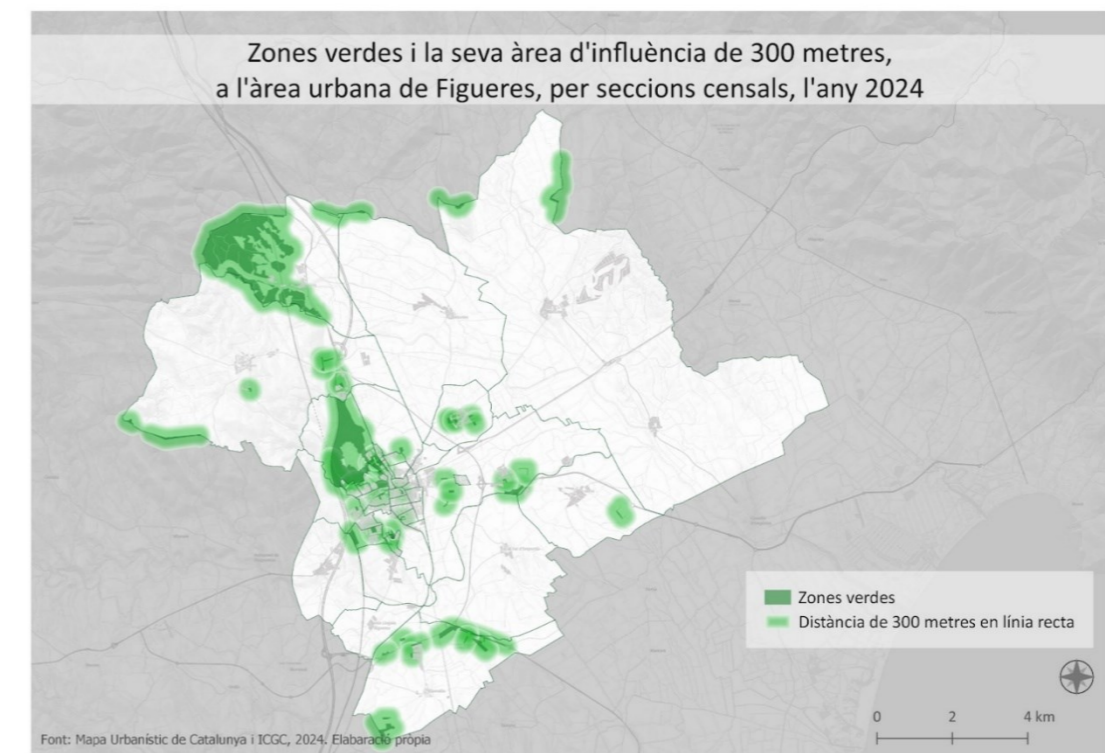 Zones verdes i la seva àrea d'influència de 300 metres,
a l'àrea urbana de Figueres, per seccions censals, l'any 2024
Zones verdes
Distància de 300 metres en línia recta
0 2 4 km
Font: Mapa Urbanístic de Catalunya i ICGC, 2024. Elabaració pròpia